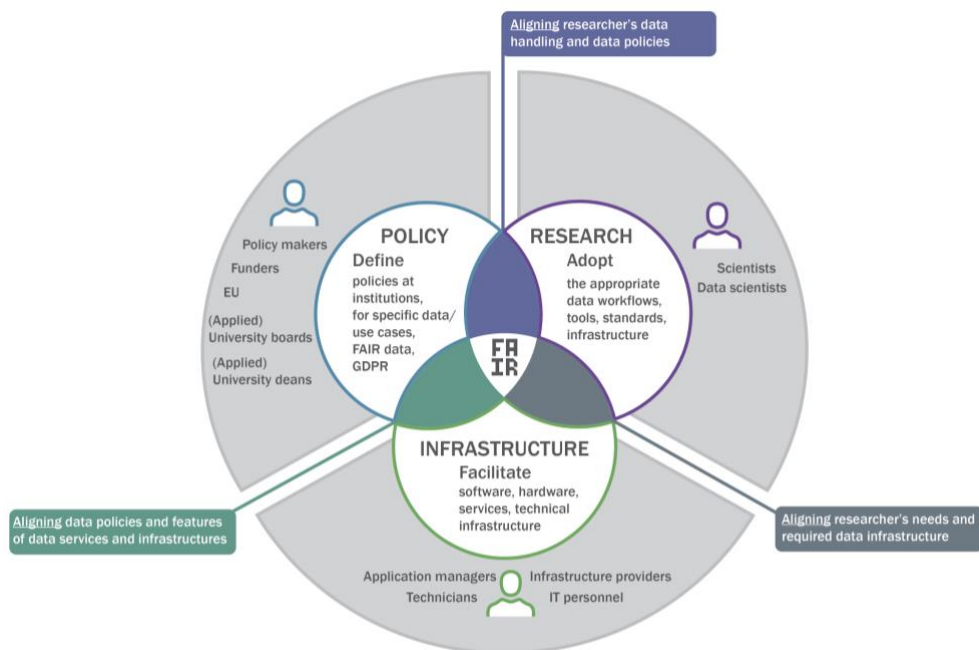 Aligning researcher's data
handling and data policies
POLICY
Define
policies at
institutions,
for specific data/
use cases,
FAIR data,
GDPR
RESEARCH
Adopt
the appropriate
data workflows,
tools, standards,
infrastructure
Policy makers
Funders
EU
(Applied)
University boards
(Applied)
University deans
Scientists
Data scientists
FA
IR
INFRASTRUCTURE
Facilitate
software, hardware,
services, technical
infrastructure
Aligning data policies and features
of data services and infrastructures
Aligning researcher's needs and
required data infrastructure
Application managers
Technicians
Infrastructure providers
IT personnel